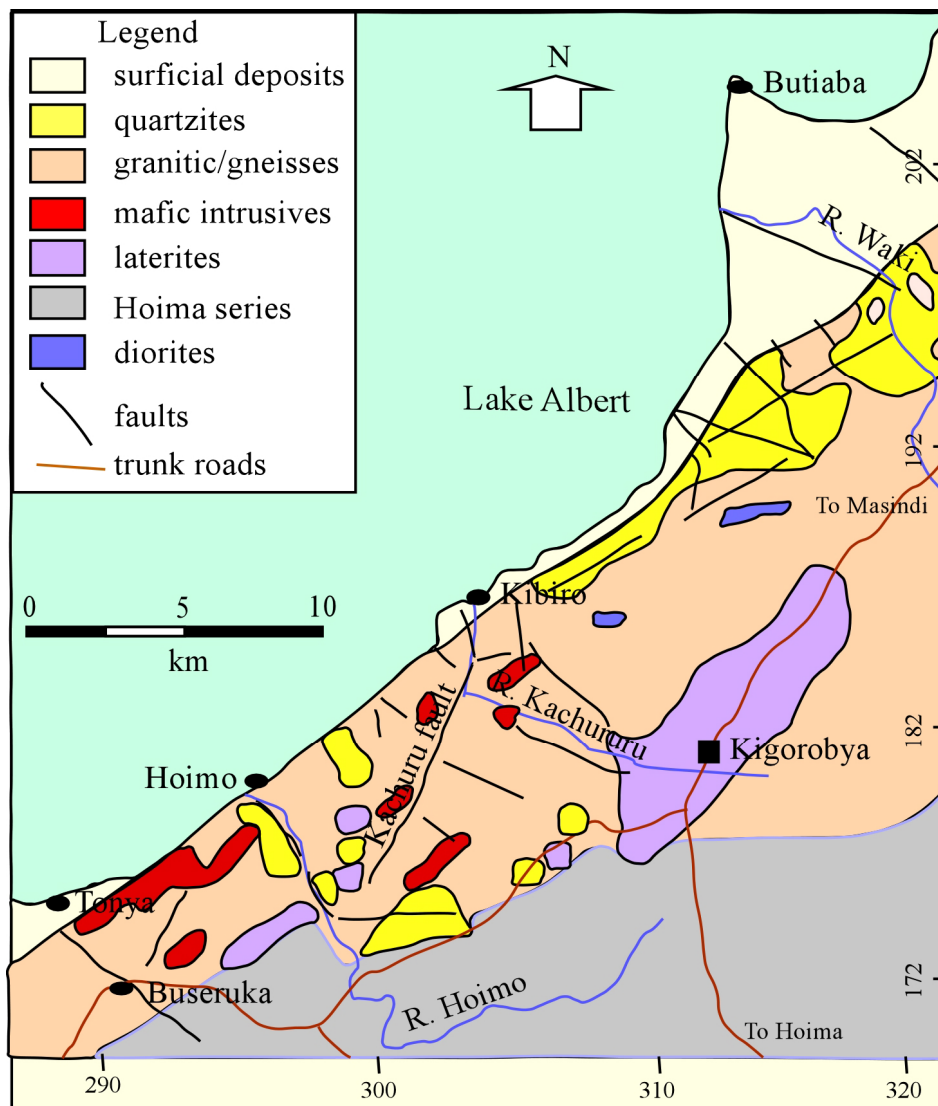 Legend
surficial deposits
quartzites
granitic/gneisses
mafic intrusives
laterites
Hoima series
diorites
faults
trunk roads
N
Butiaba
202
R. Waki
Lake Albert
192
To Masindi
0 5 10
km
Kibiro
R. Kachururu
Kachuru fault
182
Kigorobya
Hoimo
Tonya
Buseruka
R. Hoimo
172
To Hoima
290 300 310 320